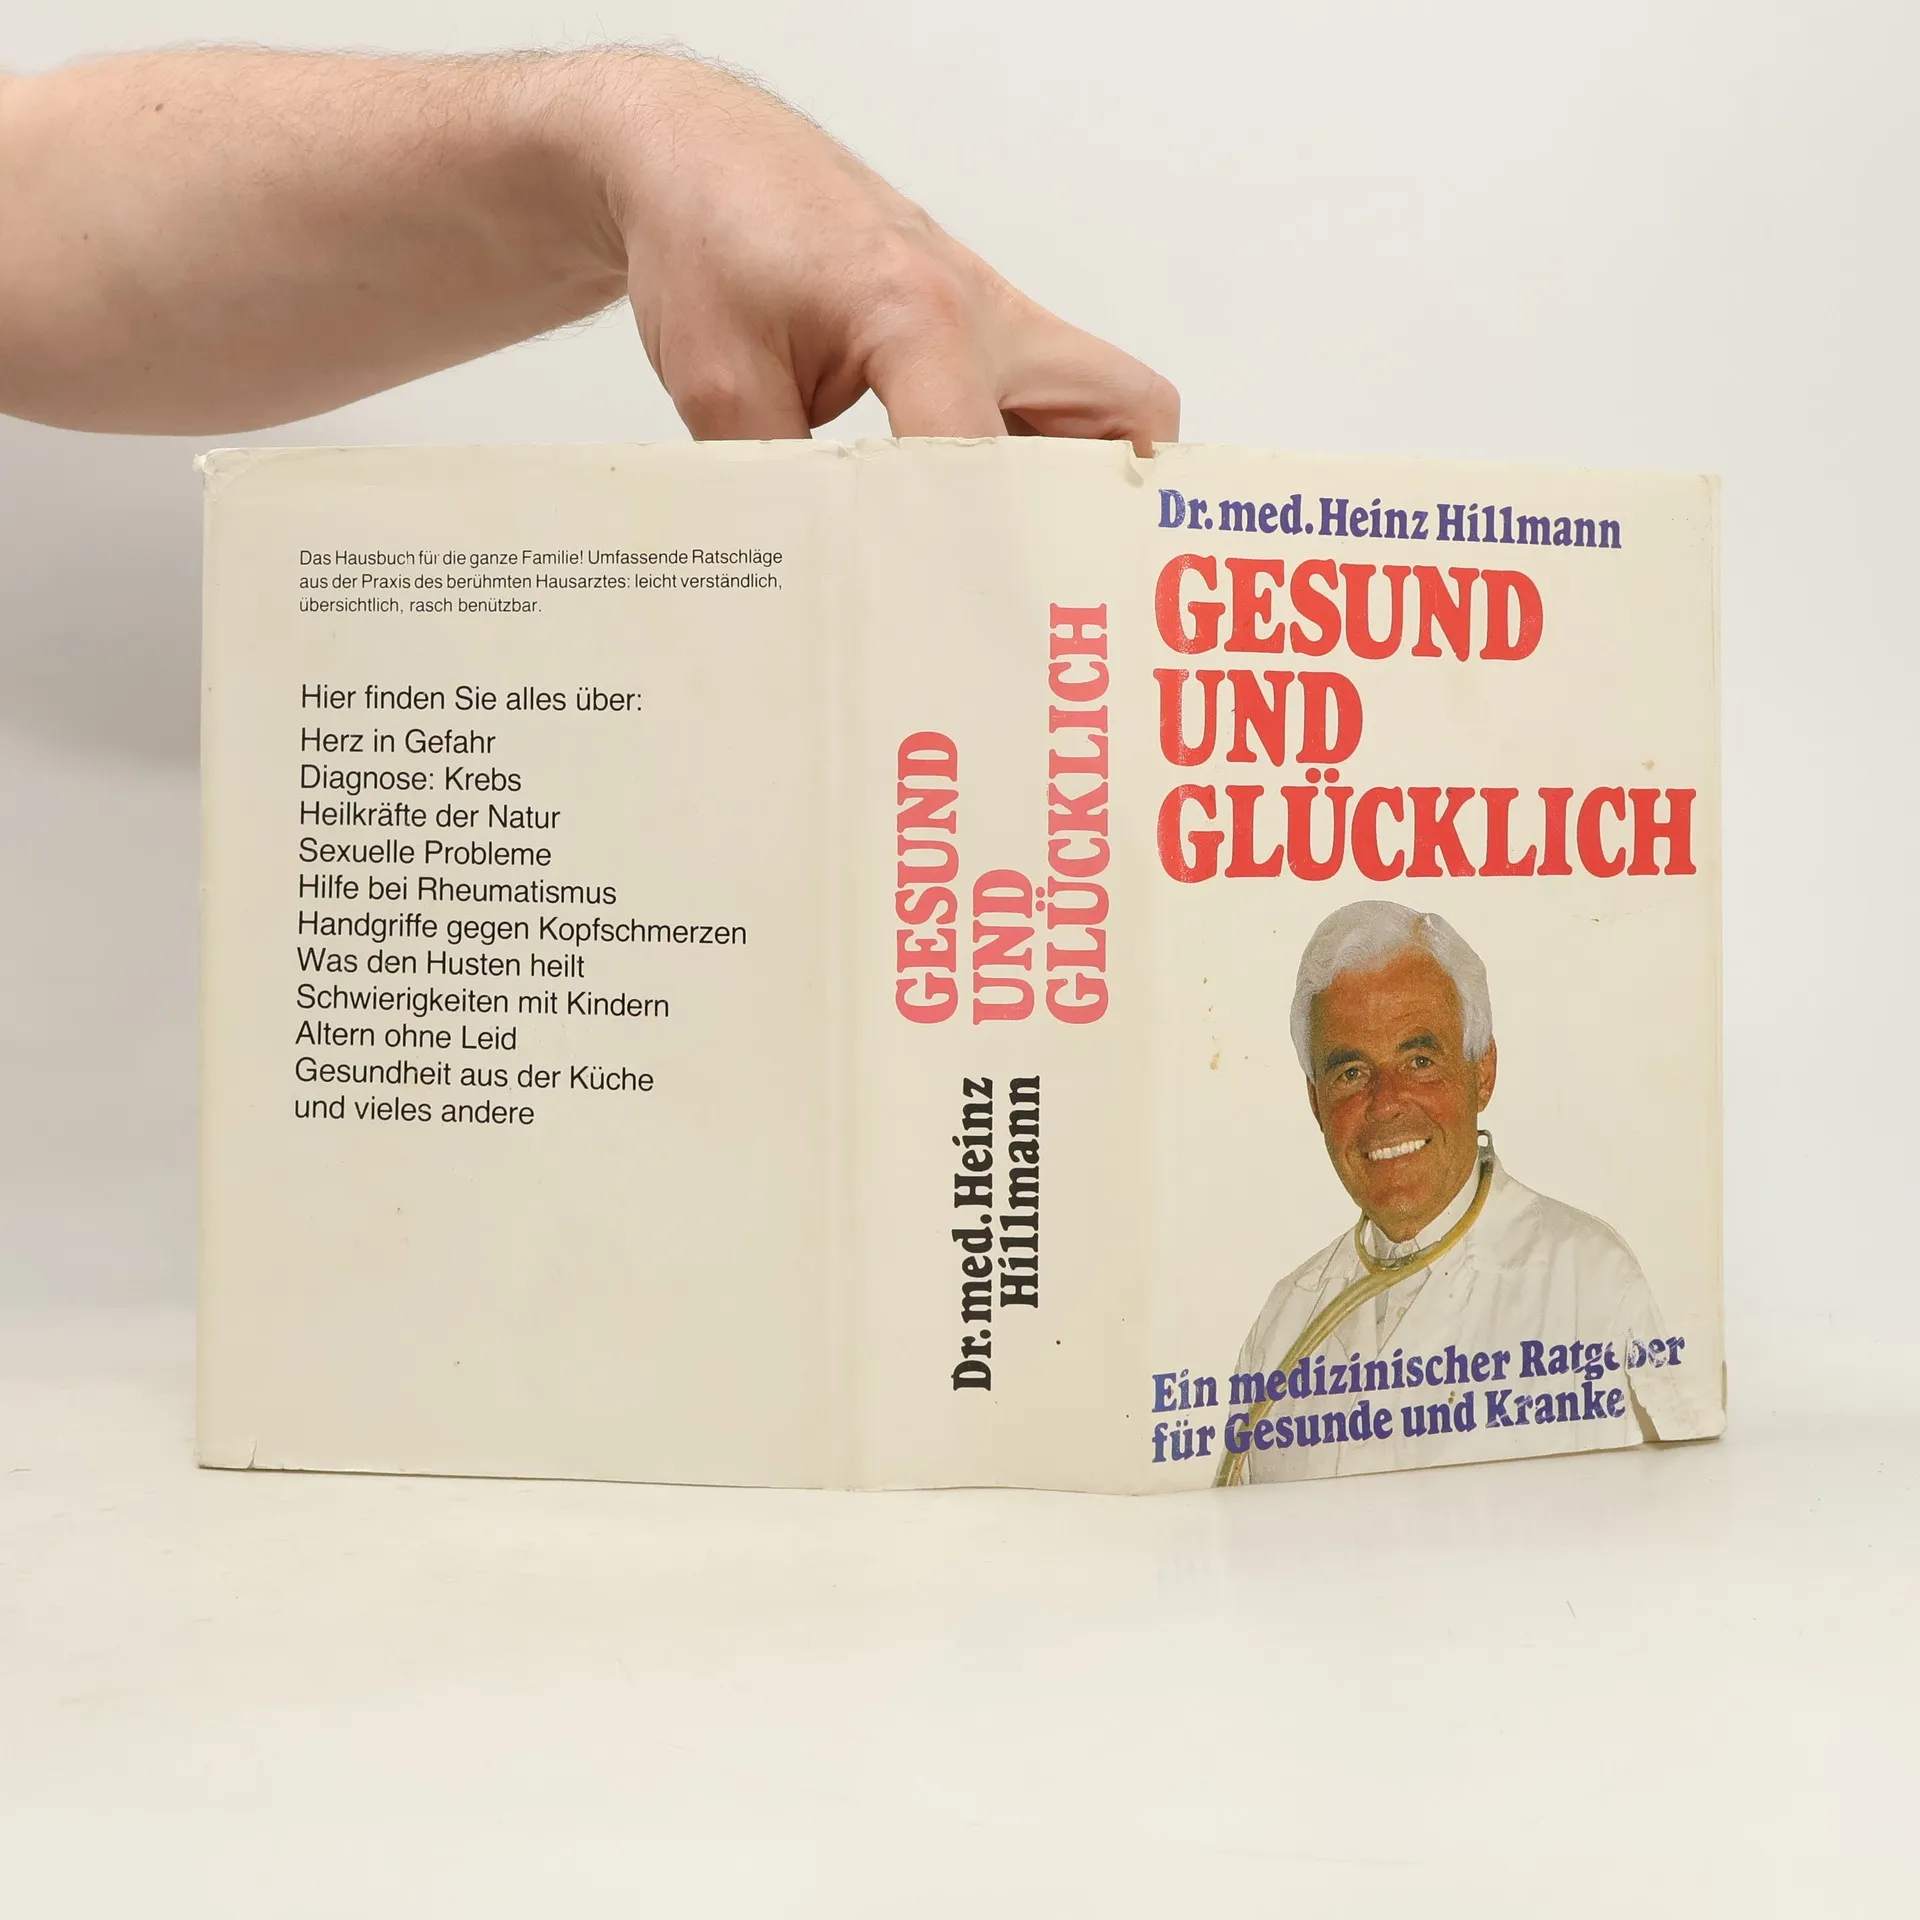 Das Hausbuch für die ganze Familie! Umfassende Ratschläge
aus der Praxis des berühmten Hausarztes: leicht verständlich,
übersichtlich, rasch benützbar.
Hier finden Sie alles über:
Herz in Gefahr
Diagnose: Krebs
Heilkräfte der Natur
Sexuelle Probleme
Hilfe bei Rheumatismus
Handgriffe gegen Kopfschmerzen
Was den Husten heilt
Schwierigkeiten mit Kindern
Altern ohne Leid
Gesundheit aus der Küche
und vieles andere
GESUND
UND
GLÜCKLICH
Dr. med. Heinz
Hillmann
Dr. med. Heinz Hillmann
GESUND
UND
GLÜCKLICH
Ein medizinischer Ratgeber
für Gesunde und Kranke